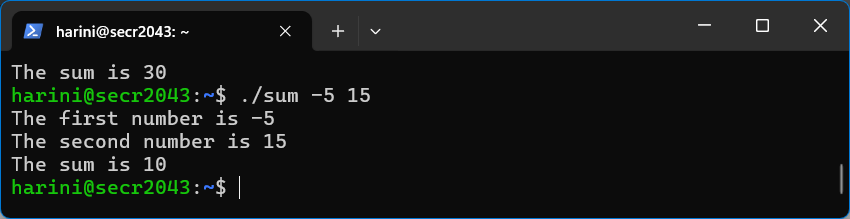 harini@secr2043: ~
The sum is 30
harini@secr2043:~$ ./sum -5 15
The first number is -5
The second number is 15
The sum is 10
harini@secr2043:~$